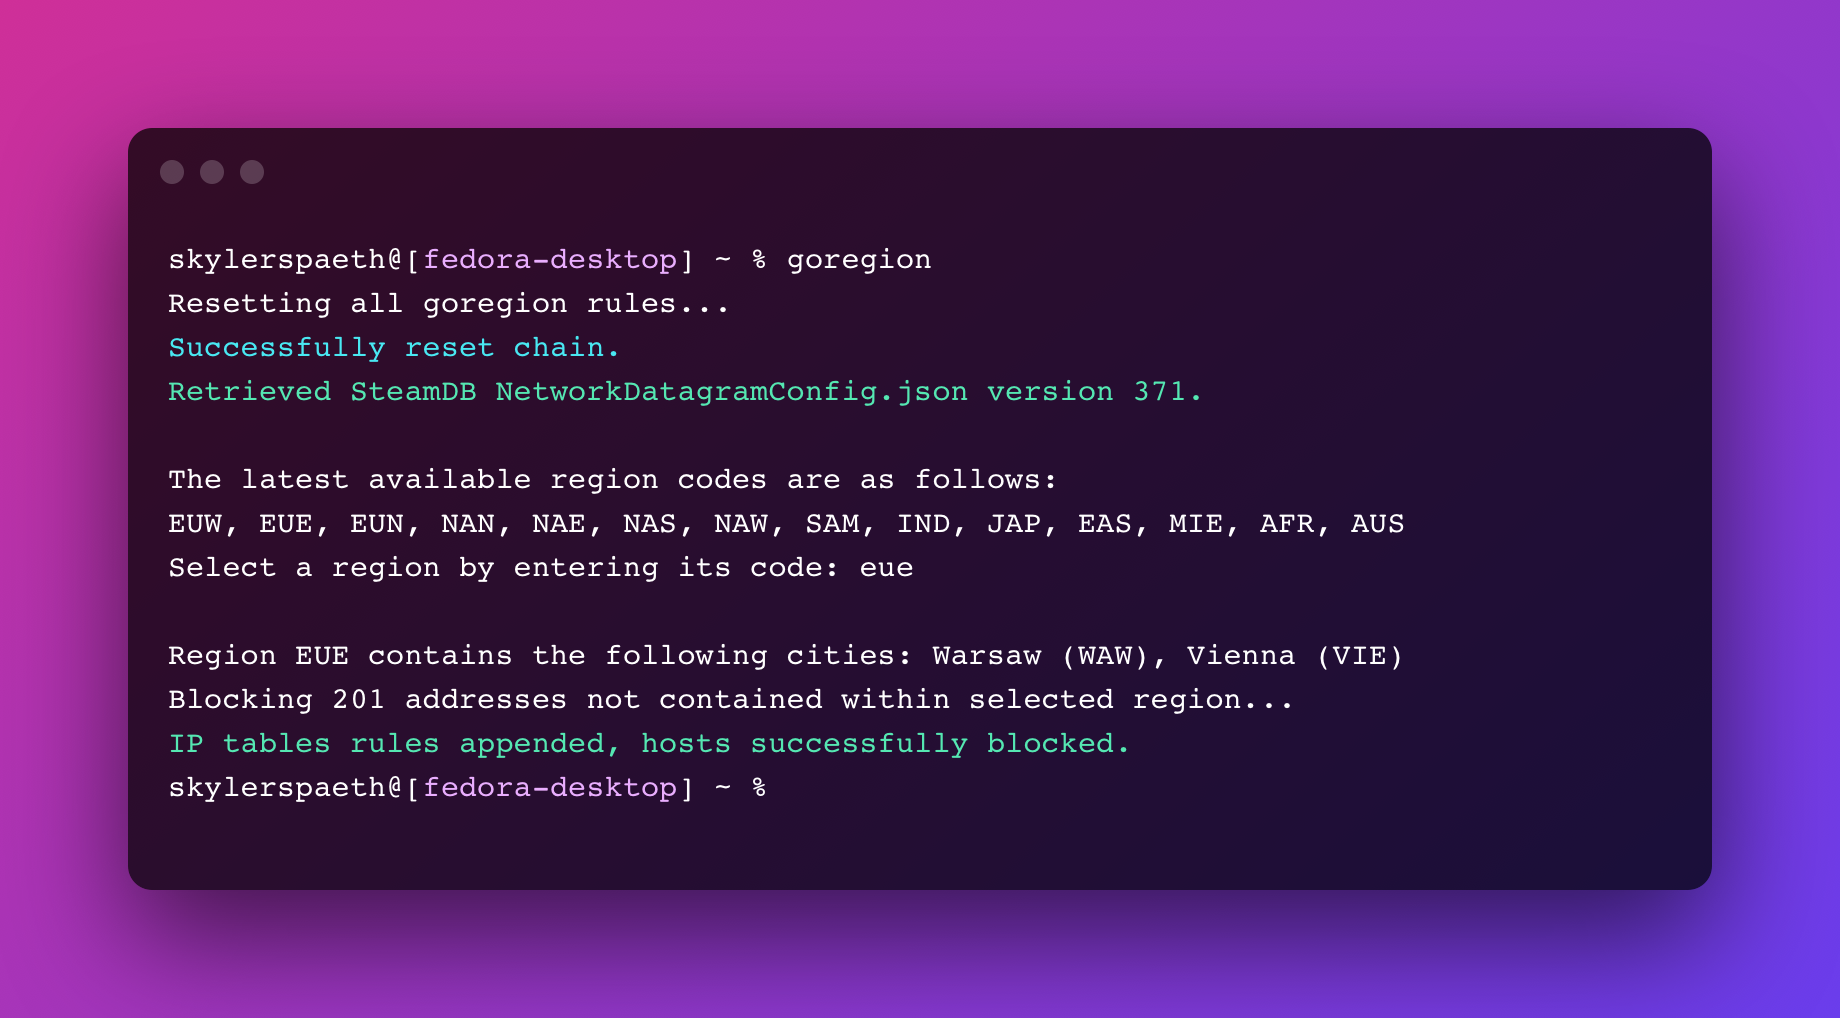 skylerspaeth@[fedora-desktop] ~ % goregion
Resetting all goregion rules...
Successfully reset chain.
Retrieved SteamDB NetworkDatagramConfig.json version 371.
The latest available region codes are as follows:
EUW, EUE, EUN, NAN, NAE, NAS, NAW, SAM, IND, JAP, EAS, MIE, AFR, AUS
Select a region by entering its code: eue
Region EUE contains the following cities: Warsaw (WAW), Vienna (VIE)
Blocking 201 addresses not contained within selected region...
IP tables rules appended, hosts successfully blocked.
skylerspaeth@[fedora-desktop] ~ %